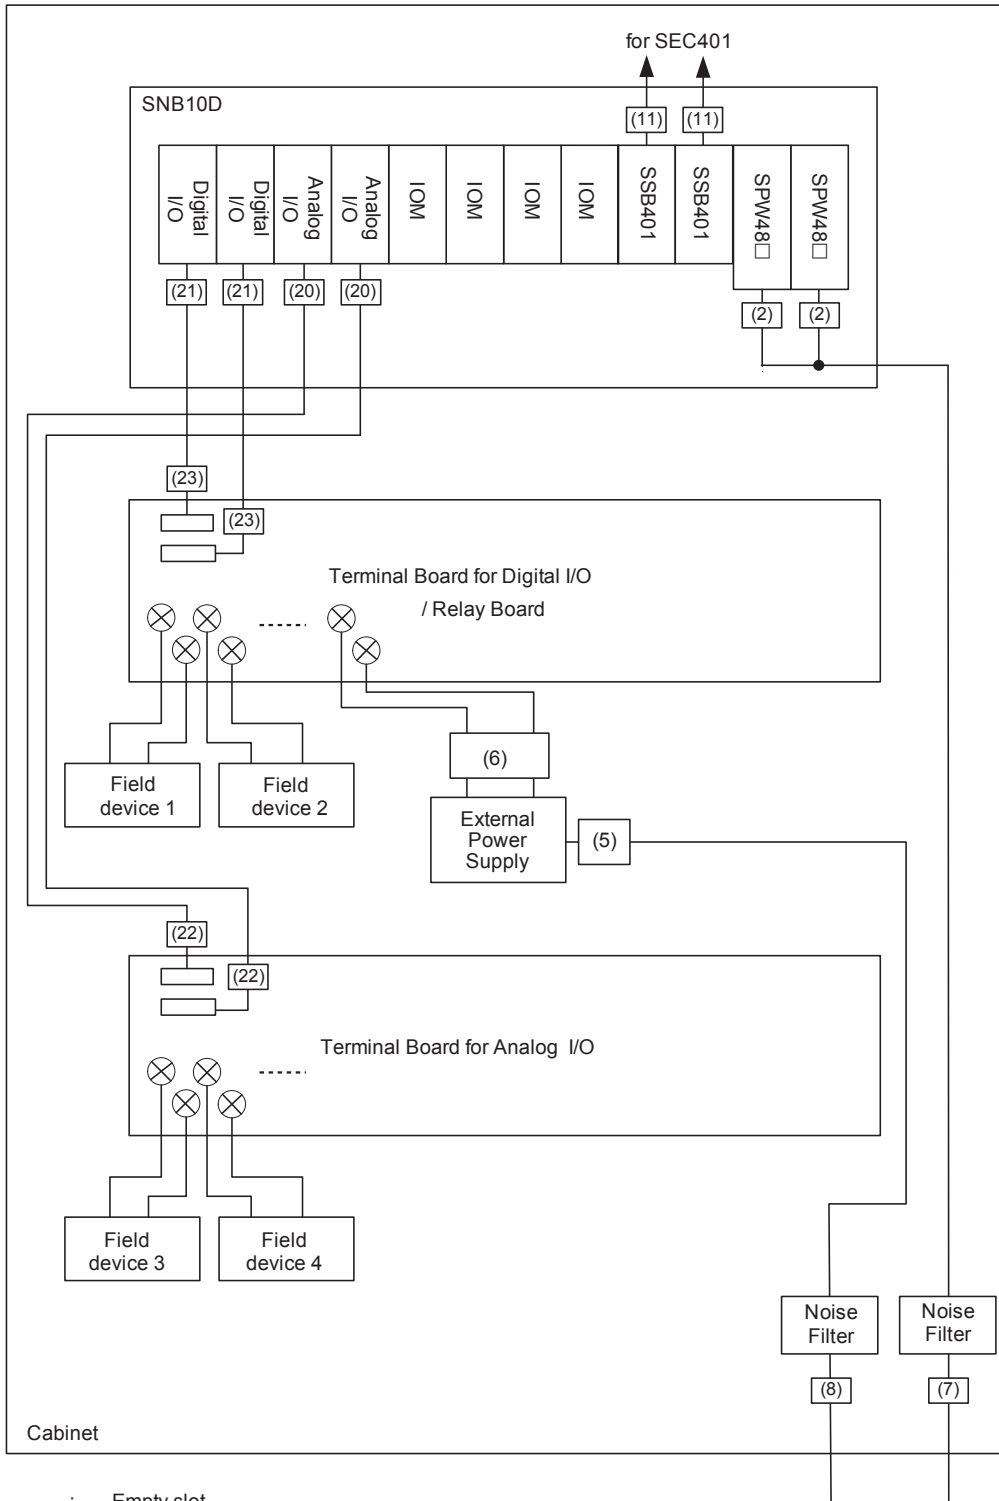 for SEC401
SNB10D
(11)
(11)
Digital
I/O
Digital
I/O
Analog
I/O
Analog
I/O
IOM
IOM
IOM
IOM
SSB401
SSB401
SPW48□
SPW48□
(21)
(21)
(20)
(20)
(2)
(2)
(23)
(23)
Terminal Board for Digital I/O
/ Relay Board
(6)
Field
device 1
Field
device 2
External
Power
Supply
(5)
(22)
(22)
Terminal Board for Analog I/O
Field
device 3
Field
device 4
Noise
Filter
Noise
Filter
(8)
(7)
Cabinet
: Empty slot